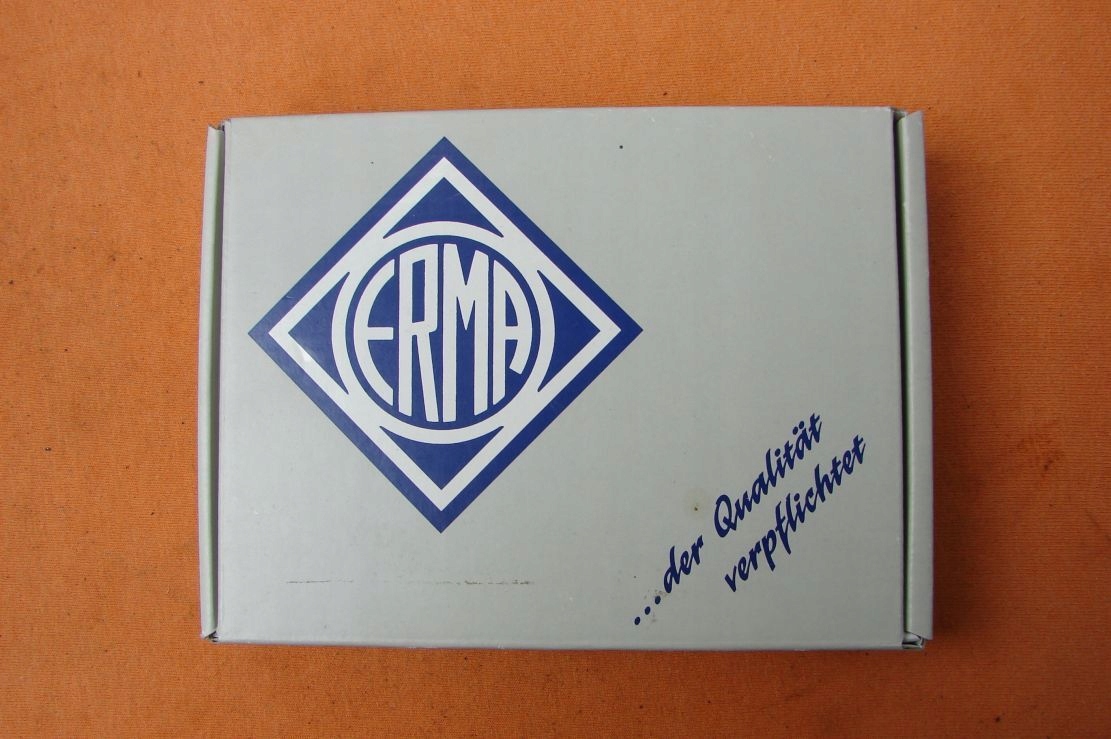 ERMA
...der Qualität
verpflichtet